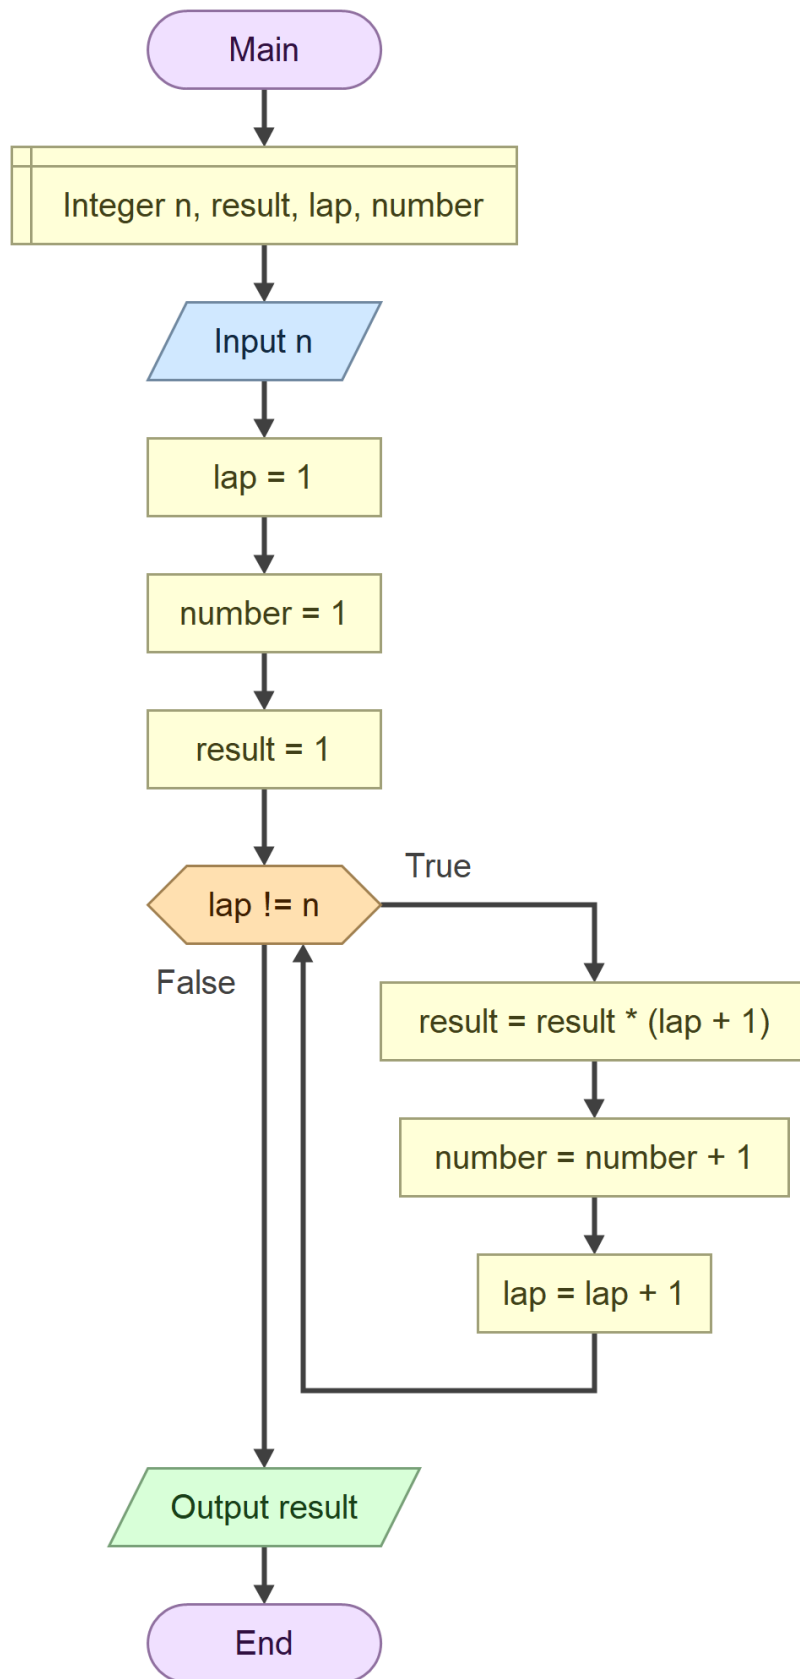 Main
Integer n, result, lap, number
Input n
lap = 1
number = 1
result = 1
lap != n
True
False
result = result * (lap + 1)
number = number + 1
lap = lap + 1
Output result
End